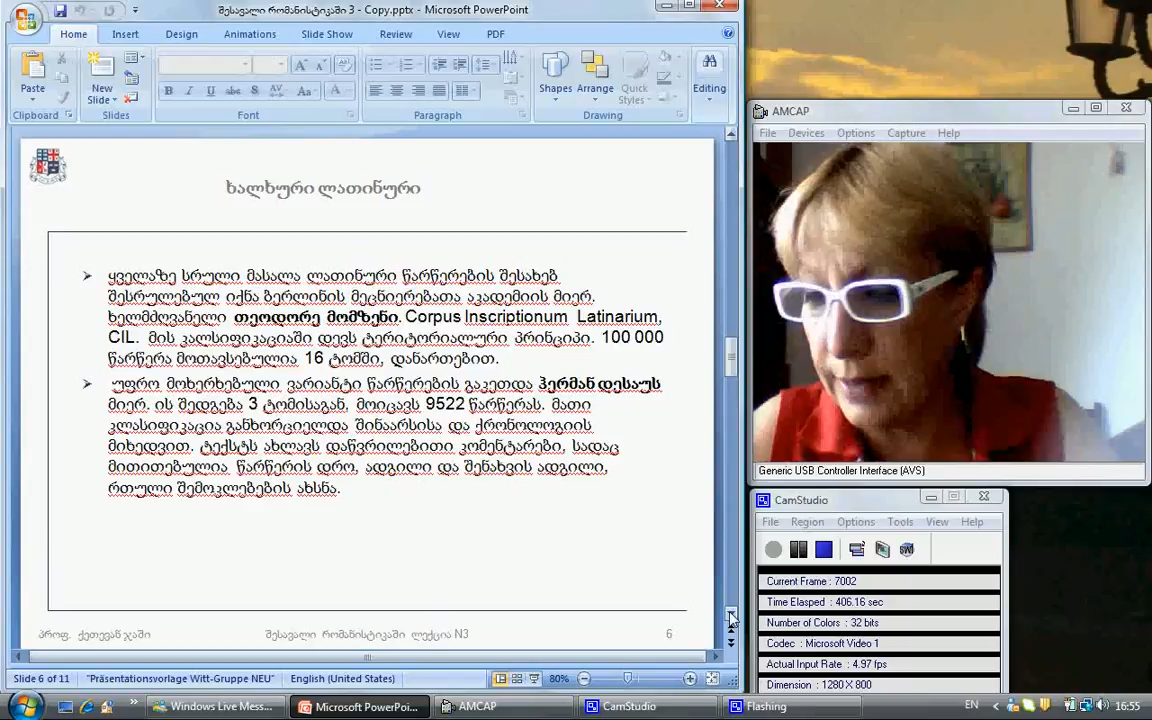 შესავალი რომანისტიკაში 3 - Copy.pptx - Microsoft PowerPoint
Home Insert Design Animations Slide Show Review View PDF
Paste
New
Slide
Shapes Arrange Quick
Styles
Editing
Clipboard Slides Font Paragraph Drawing
ხალხური ლათინური
ყველაზე სრული მასალა ლათინური წარწერების შესახებ
შესრულებულ იქნა ბერლინის მეცნიერებათა აკადემიის მიერ.
ხელმძღვანელი თეოდორე მომზენი. Corpus Inscriptionum Latinarium,
CIL. მის კალსიფიკაციაში დევს ტერიტორიალური პრინციპი. 100 000
წარწერა მოთავსებულია 16 ტომში, დანართებით.
უფრო მოხერხებული ვარიანტი წარწერების გაკეთდა ჰერმან დესაუს
მიერ. ის შედგება 3 ტომისაგან, მოიცავს 9522 წარწერას. მათი
კლასიფიკაცია განხორციელდა შინაარსისა და ქრონოლოგიის
მიხედვით. ტექსტს ახლავს დაწვრილებითი კომენტარები, სადაც
მითითებულია წარწერის დრო, ადგილი და შენახვის ადგილი,
რთული შემოკლებების ახსნა.
პროფ. ქეთევან ჯაში შესავალი რომანისტიკაში ლექცია N3 6
Slide 6 of 11 "Präsentationsvorlage Witt-Gruppe NEU" English (United States) 80%
AMCAP
File Devices Options Capture Help
Generic USB Controller Interface (AVS)
CamStudio
File Region Options Tools View Help
Current Frame : 7002
Time Elasped : 406.16 sec
Number of Colors : 32 bits
Codec : Microsoft Video 1
Actual Input Rate : 4.97 fps
Dimension : 1280 X 800
Windows Live Mess... Microsoft PowerPoi... AMCAP CamStudio Flashing EN 16:55